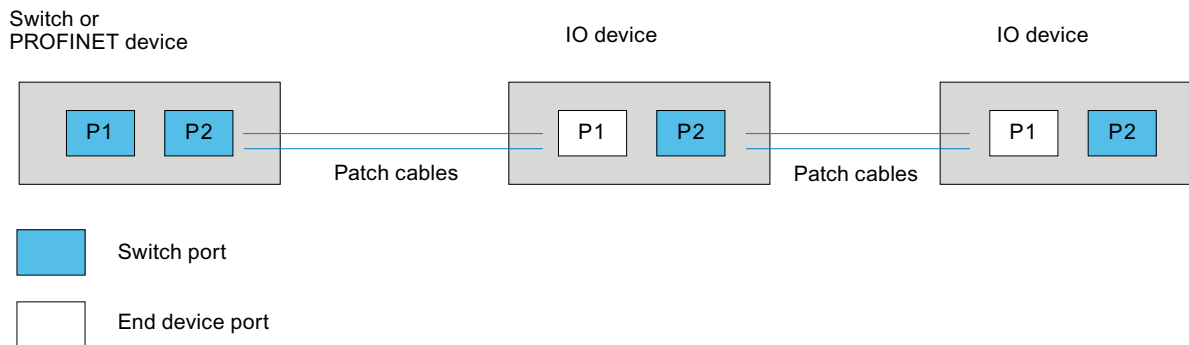 Switch or
PROFINET device
IO device
IO device
P1
P2
P1
P2
P1
P2
Patch cables
Patch cables
Switch port
End device port